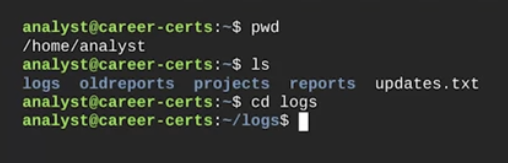 analyst@career-certs:~$ pwd
/home/analyst
analyst@career-certs:~$ ls
logs  oldreports  projects  reports  updates.txt
analyst@career-certs:~$ cd logs
analyst@career-certs:~/logs$